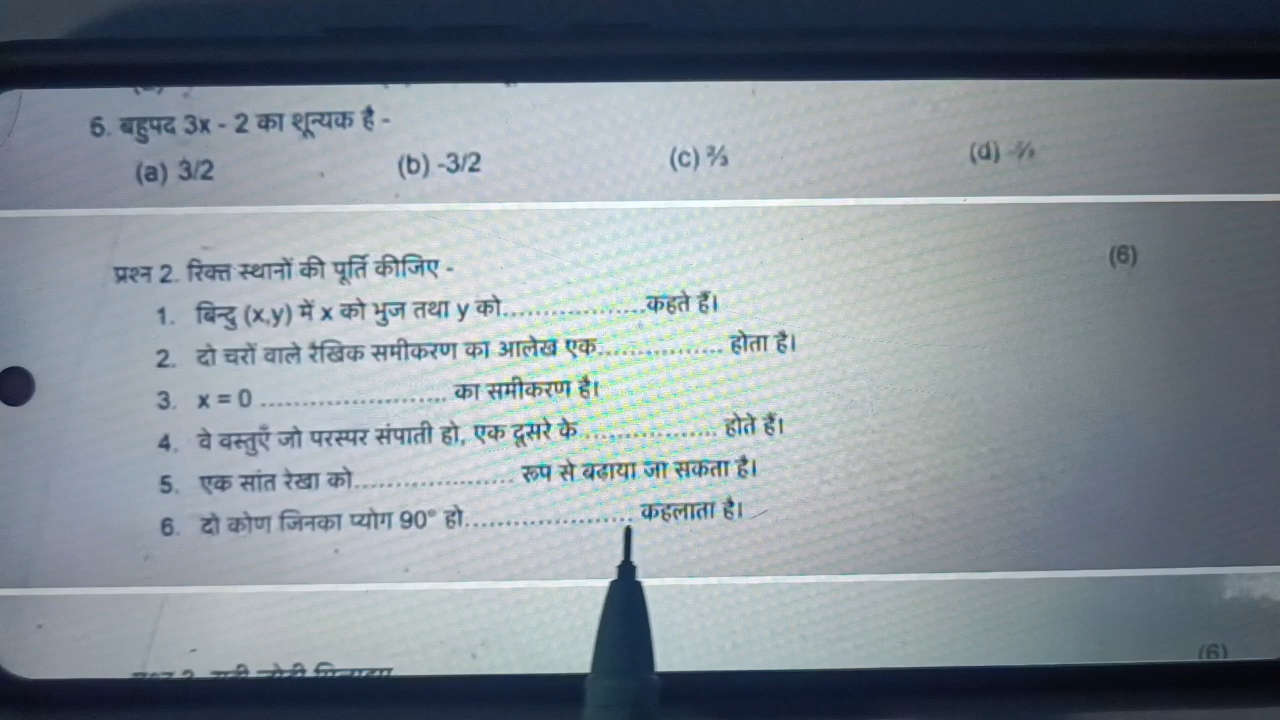 6. बहुपद 3x - 2 का शून्यक है -
(a) 3/2 (b) -3/2 (c) ⅔ (d)
प्रश्न 2. रिक्त स्थानों की पूर्ति कीजिए - (6)
1. बिन्दु (x,y) में x को भुज तथा y को..................कहते हैं।
2. दो चरों वाले रैखिक समीकरण का आलेख एक................ होता है।
3. x = 0 ........................ का समीकरण है।
4. वे वस्तुएँ जो परस्पर संपाती हो, एक दूसरे के .................. होते हैं।
5. एक सांत रेखा को.................... रूप से बढ़ाया जा सकता है।
6. दो कोण जिनका प्योग 90° हो..................... कहलाता है।
(6)